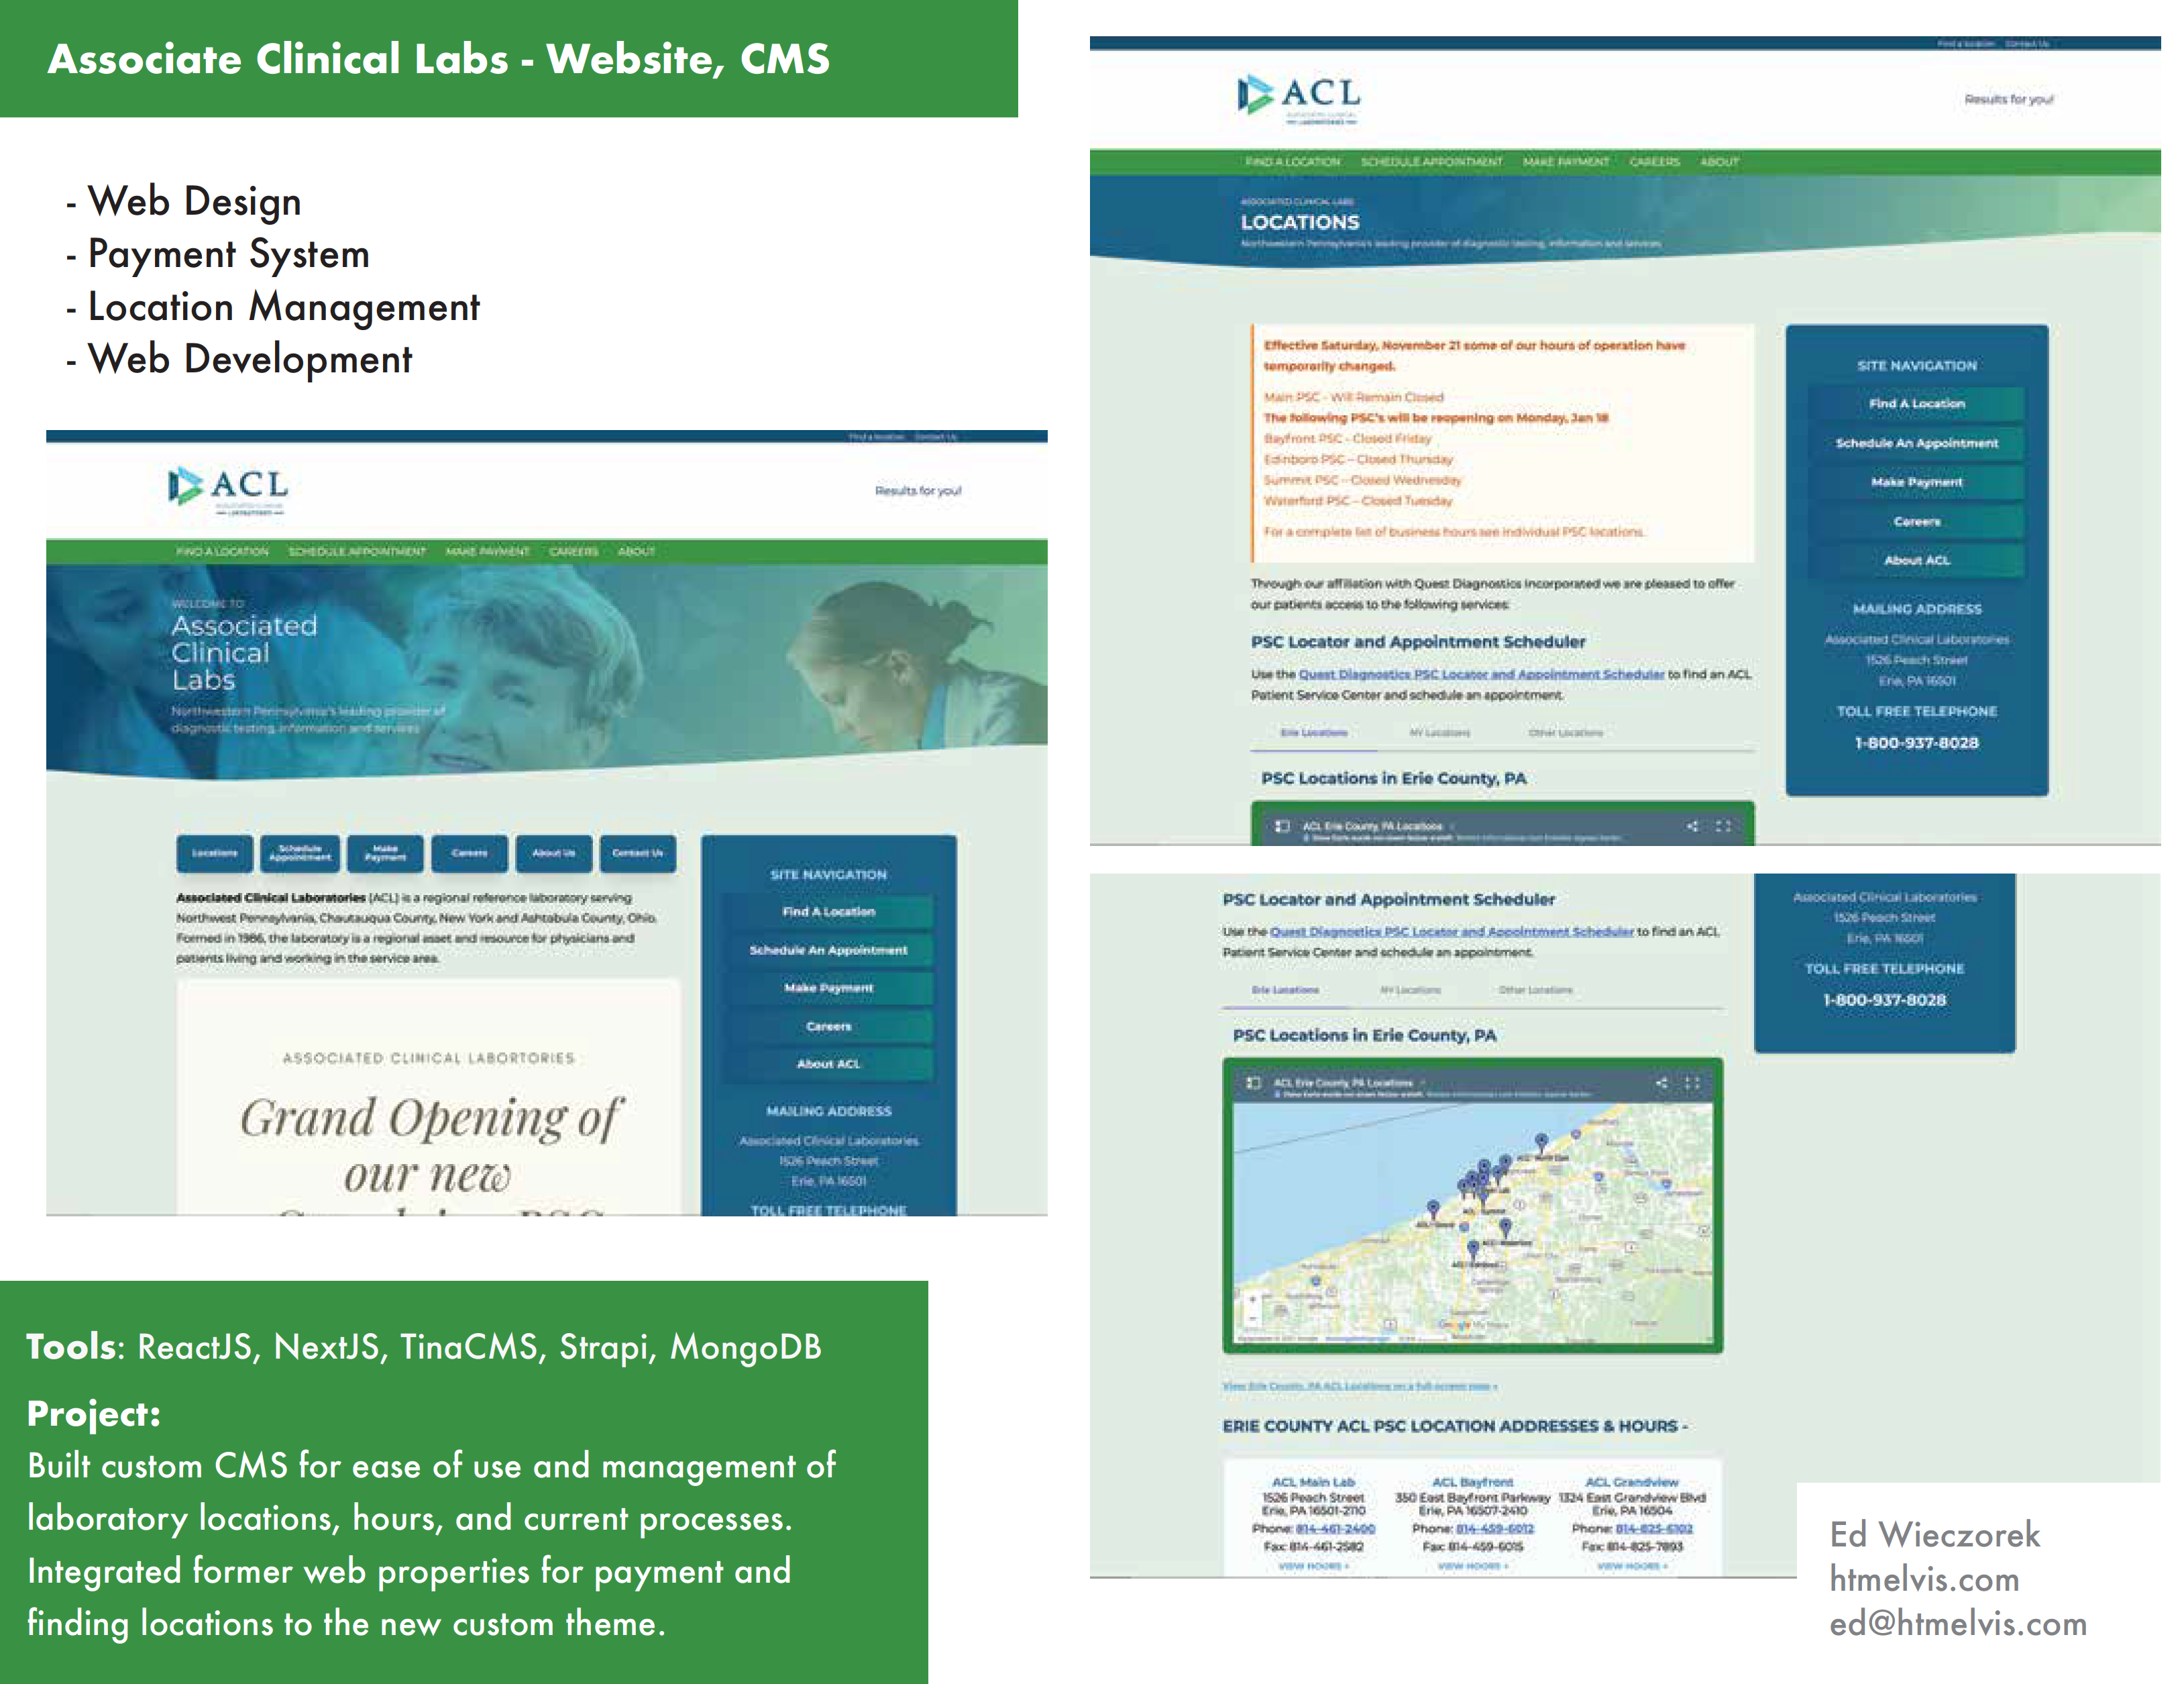 Associate Clinical Labs - Website, CMS
- Web Design
- Payment System
- Location Management
- Web Development
Find a location Contact Us
ACL
ASSOCIATED CLINICAL
LABORATORIES
Results for you!
FIND A LOCATION SCHEDULE APPOINTMENT MAKE PAYMENT CAREERS ABOUT
WELCOME TO
Associated
Clinical
Labs
Northwestern Pennsylvania's leading provider of
diagnostic testing, information and services
Locations
Schedule
Appointment
Make
Payment
Careers
About Us
Contact Us
Associated Clinical Laboratories (ACL) is a regional reference laboratory serving
Northwest Pennsylvania, Chautauqua County, New York and Ashtabula County, Ohio.
Formed in 1986, the laboratory is a regional asset and resource for physicians and
patients living and working in the service area.
ASSOCIATED CLINICAL LABORTORIES
Grand Opening of
our new
SITE NAVIGATION
Find A Location
Schedule An Appointment
Make Payment
Careers
About ACL
MAILING ADDRESS
Associated Clinical Laboratories
1526 Peach Street
Erie, PA 16501
TOLL FREE TELEPHONE
Tools: ReactJS, NextJS, TinaCMS, Strapi, MongoDB
Project:
Built custom CMS for ease of use and management of
laboratory locations, hours, and current processes.
Integrated former web properties for payment and
finding locations to the new custom theme.
Find a location Contact Us
ACL
ASSOCIATED CLINICAL
LABORATORIES
Results for you!
FIND A LOCATION SCHEDULE APPOINTMENT MAKE PAYMENT CAREERS ABOUT
ASSOCIATED CLINICAL LABS
LOCATIONS
Northwestern Pennsylvania's leading provider of diagnostic testing, information and services
Effective Saturday, November 21 some of our hours of operation have
temporarily changed.
Main PSC - Will Remain Closed
The following PSC's will be reopening on Monday, Jan 18
Bayfront PSC - Closed Friday
Edinboro PSC – Closed Thursday
Summit PSC – Closed Wednesday
Waterford PSC – Closed Tuesday
For a complete list of business hours see individual PSC locations.
Through our affiliation with Quest Diagnostics Incorporated we are pleased to offer
our patients access to the following services:
PSC Locator and Appointment Scheduler
Use the Quest Diagnostics PSC Locator and Appointment Scheduler to find an ACL
Patient Service Center and schedule an appointment.
Erie Locations NY Locations Other Locations
PSC Locations in Erie County, PA
ACL Erie County, PA Locations
SITE NAVIGATION
Find A Location
Schedule An Appointment
Make Payment
Careers
About ACL
MAILING ADDRESS
Associated Clinical Laboratories
1526 Peach Street
Erie, PA 16501
TOLL FREE TELEPHONE
1-800-937-8028
PSC Locator and Appointment Scheduler
Use the Quest Diagnostics PSC Locator and Appointment Scheduler to find an ACL
Patient Service Center and schedule an appointment.
Erie Locations NY Locations Other Locations
PSC Locations in Erie County, PA
ACL Erie County, PA Locations
Google My Maps
View Erie County, PA ACL Locations on a full screen map »
ERIE COUNTY ACL PSC LOCATION ADDRESSES & HOURS -
ACL Main Lab
1526 Peach Street
Erie, PA 16501-2110
Phone: 814-461-2400
Fax: 814-461-2582
VIEW HOURS +
ACL Bayfront
350 East Bayfront Parkway
Erie, PA 16507-2410
Phone: 814-459-6012
Fax: 814-459-6015
VIEW HOURS +
ACL Grandview
1324 East Grandview Blvd
Erie, PA 16504
Phone: 814-825-6102
Fax: 814-825-7893
VIEW HOURS +
Associated Clinical Laboratories
1526 Peach Street
Erie, PA 16501
TOLL FREE TELEPHONE
1-800-937-8028
Ed Wieczorek
htmelvis.com
ed@htmelvis.com